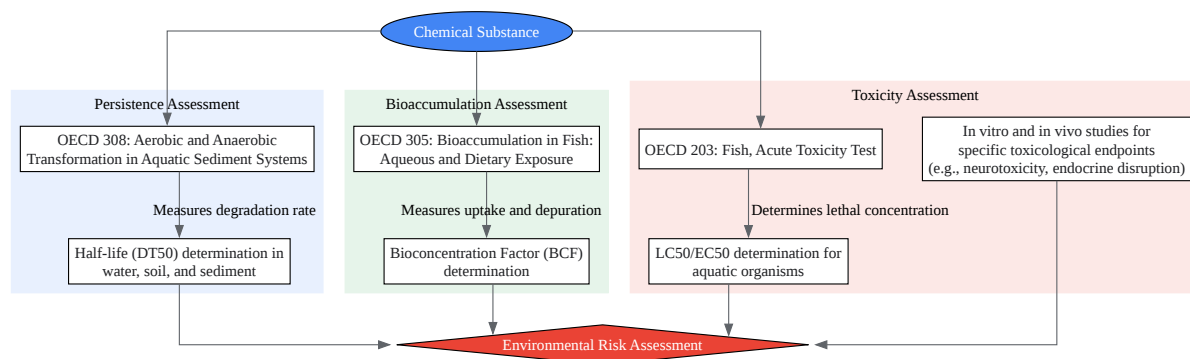 Chemical Substance
Persistence Assessment
OECD 308: Aerobic and Anaerobic
Transformation in Aquatic Sediment Systems
Measures degradation rate
Half-life (DT50) determination in
water, soil, and sediment
Bioaccumulation Assessment
OECD 305: Bioaccumulation in Fish:
Aqueous and Dietary Exposure
Measures uptake and depuration
Bioconcentration Factor (BCF)
determination
Toxicity Assessment
OECD 203: Fish, Acute Toxicity Test
Determines lethal concentration
LC50/EC50 determination for
aquatic organisms
In vitro and in vivo studies for
specific toxicological endpoints
(e.g., neurotoxicity, endocrine disruption)
Environmental Risk Assessment